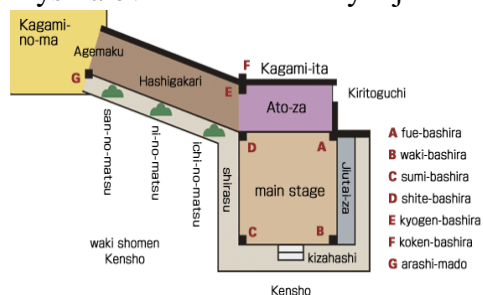 Kagami-
no-ma
Agemaku
G
Hashigakari
F
E
Kagami-ita
Kiritoguchi
Ato-za
D
A
san-no-matsu
ni-no-matsu
ichi-no-matsu
shirasu
main stage
Jiutai-za
C
B
kizahashi
waki shomen
Kensho
Kensho
A fue-bashira
B waki-bashira
C sumi-bashira
D shite-bashira
E kyogen-bashira
F koken-bashira
G arashi-mado